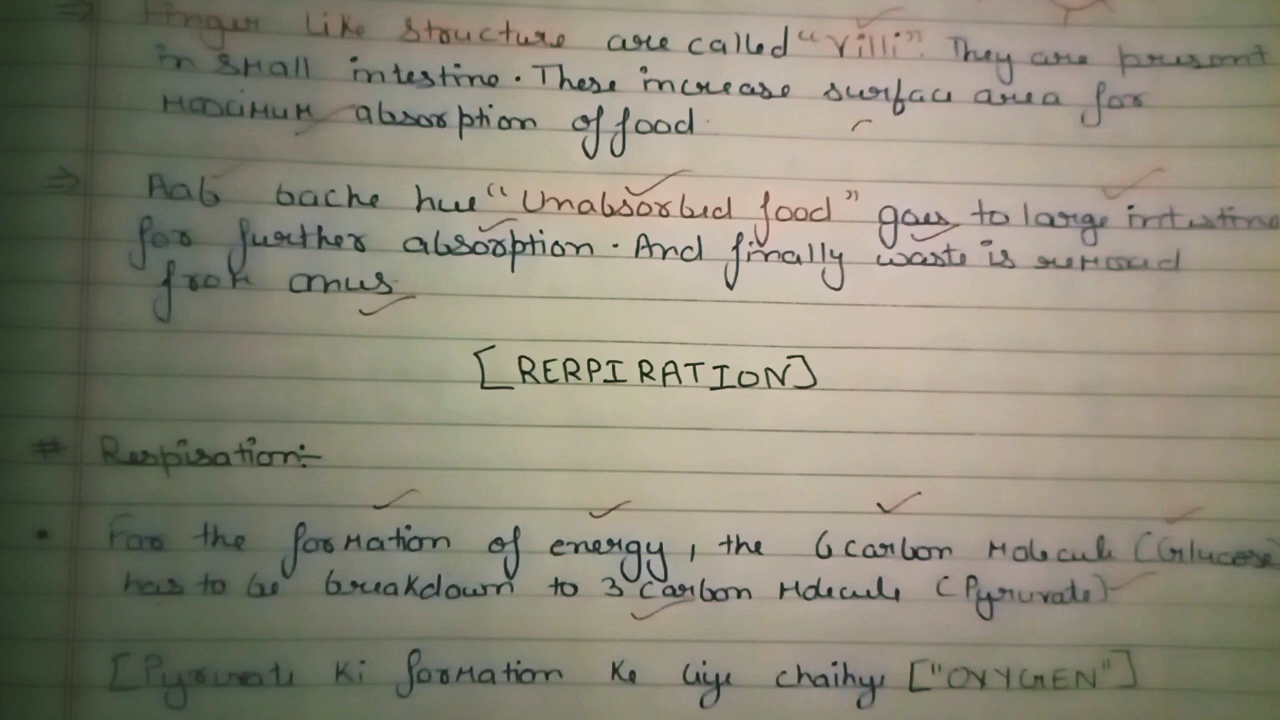 ⇒ Finger like structure are called "Villi". They are present
in small intestine. These increase surface area for
maximum absorption of food.
⇒ Aab bache hue "Unabsorbed food" goes to large intestine
for further absorption. And finally waste is removed
from anus.
[RERPIRATION]
# Respiration:-
• For the formation of energy, the 6 carbon molecule (Glucose)
has to be breakdown to 3 carbon molecule (Pyruvate)
[Pyruvate ki formation ke liye chaihye ["OXYGEN"]